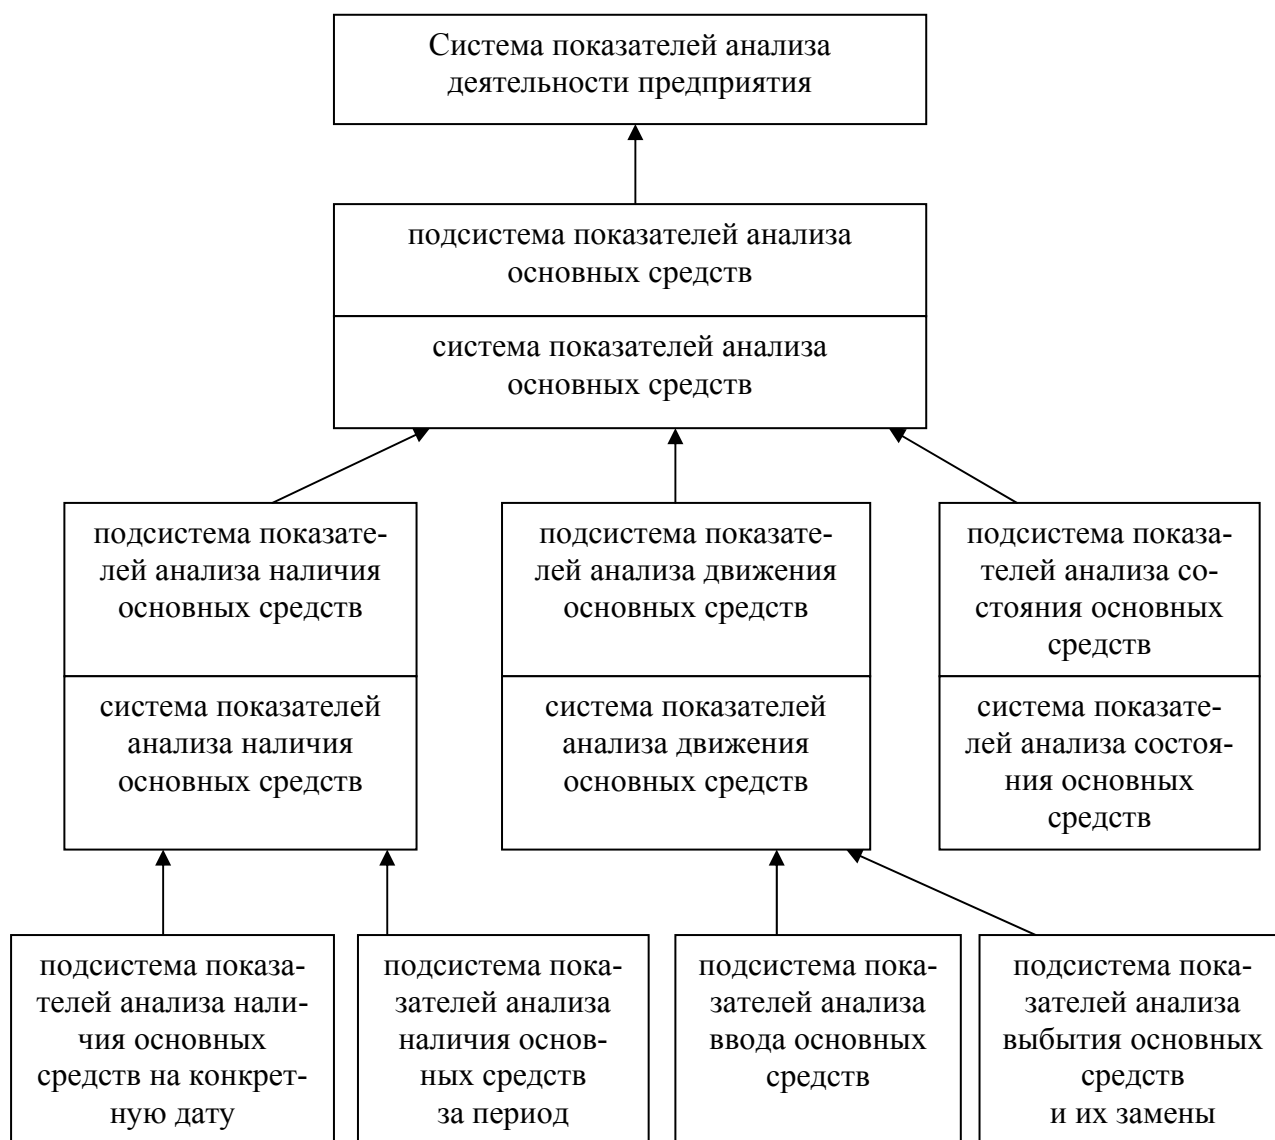 Система показателей анализа
деятельности предприятия
подсистема показателей анализа
основных средств
система показателей анализа
основных средств
подсистема показате-
лей анализа наличия
основных средств
система показателей
анализа наличия
основных средств
подсистема показате-
лей анализа движения
основных средств
система показателей
анализа движения
основных средств
подсистема показа-
телей анализа со-
стояния основных
средств
система показате-
лей анализа состоя-
ния основных
средств
подсистема показа-
телей анализа нали-
чия основных
средств на конкрет-
ную дату
подсистема пока-
зателей анализа
наличия основ-
ных средств
за период
подсистема пока-
зателей анализа
ввода основных
средств
подсистема пока-
зателей анализа
выбытия основных
средств
и их замены